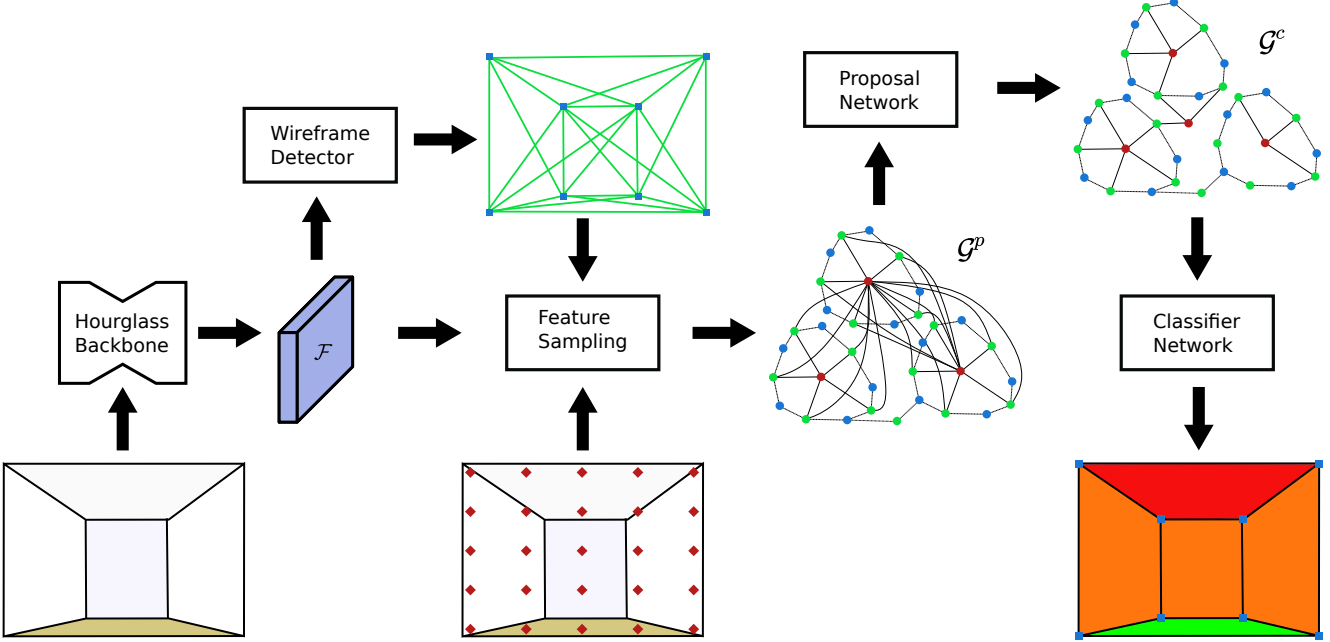 Hourglass
Backbone
Wireframe
Detector
ℱ
Feature
Sampling
𝒢ᵖ
Proposal
Network
𝒢ᶜ
Classifier
Network